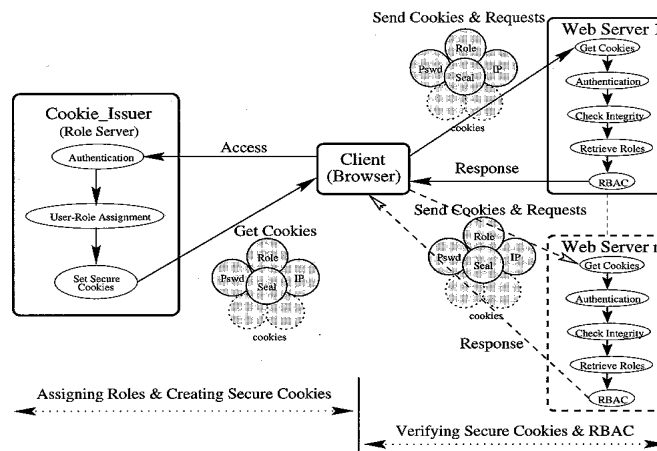 Send Cookies & Requests
Role
Pswd
IP
Seal
cookies
Web Server 1
Get Cookies
Authentication
Check Integrity
Retrieve Roles
RBAC
Cookie_Issuer
(Role Server)
Authentication
User-Role Assignment
Set Secure
Cookies
Access
Client
(Browser)
Response
Get Cookies
Role
Pswd
IP
Seal
cookies
Send Cookies & Requests
Role
Pswd
IP
Seal
cookies
Response
Web Server n
Get Cookies
Authentication
Check Integrity
Retrieve Roles
RBAC
Assigning Roles & Creating Secure Cookies
Verifying Secure Cookies & RBAC